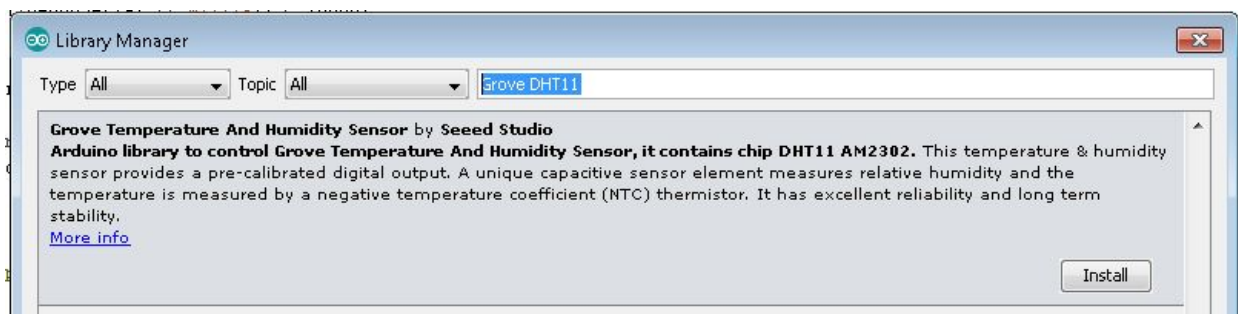 Library Manager
Type All Topic All Grove DHT11
Grove Temperature And Humidity Sensor by Seeed Studio
Arduino library to control Grove Temperature And Humidity Sensor, it contains chip DHT11 AM2302. This temperature & humidity
sensor provides a pre-calibrated digital output. A unique capacitive sensor element measures relative humidity and the
temperature is measured by a negative temperature coefficient (NTC) thermistor. It has excellent reliability and long term
stability.
More info
Install